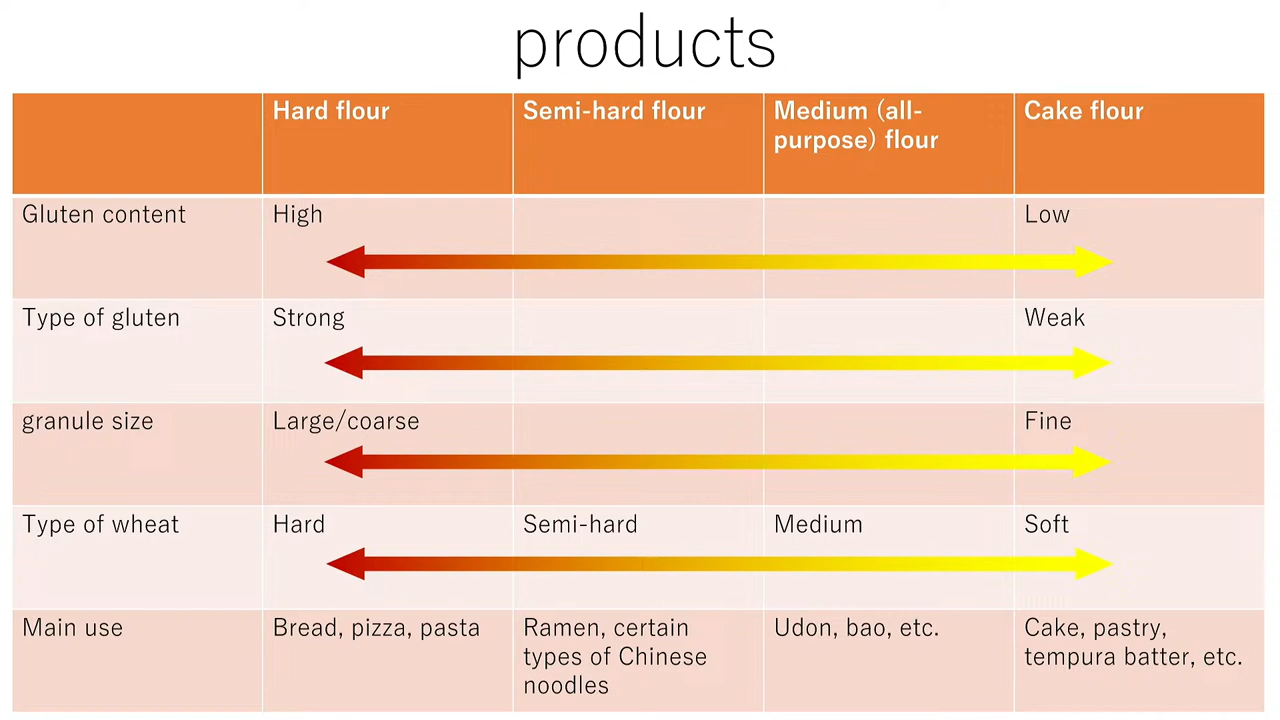 products
Hard flour
Semi-hard flour
Medium (all-
purpose) flour
Cake flour
Gluten content
High
Low
Type of gluten
Strong
Weak
granule size
Large/coarse
Fine
Type of wheat
Hard
Semi-hard
Medium
Soft
Main use
Bread, pizza, pasta
Ramen, certain
types of Chinese
noodles
Udon, bao, etc.
Cake, pastry,
tempura batter, etc.